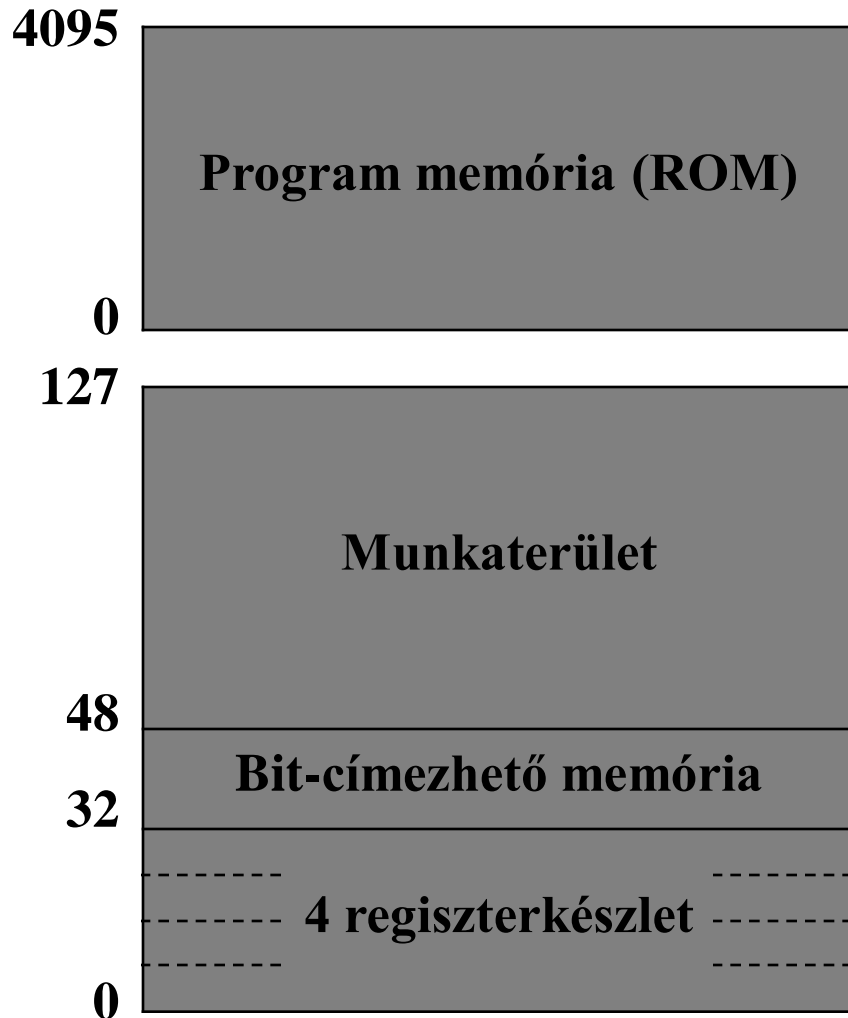 4095
Program memória (ROM)
0
127
Munkaterület
48
Bit-címezhető memória
32
4 regiszterkészlet
0